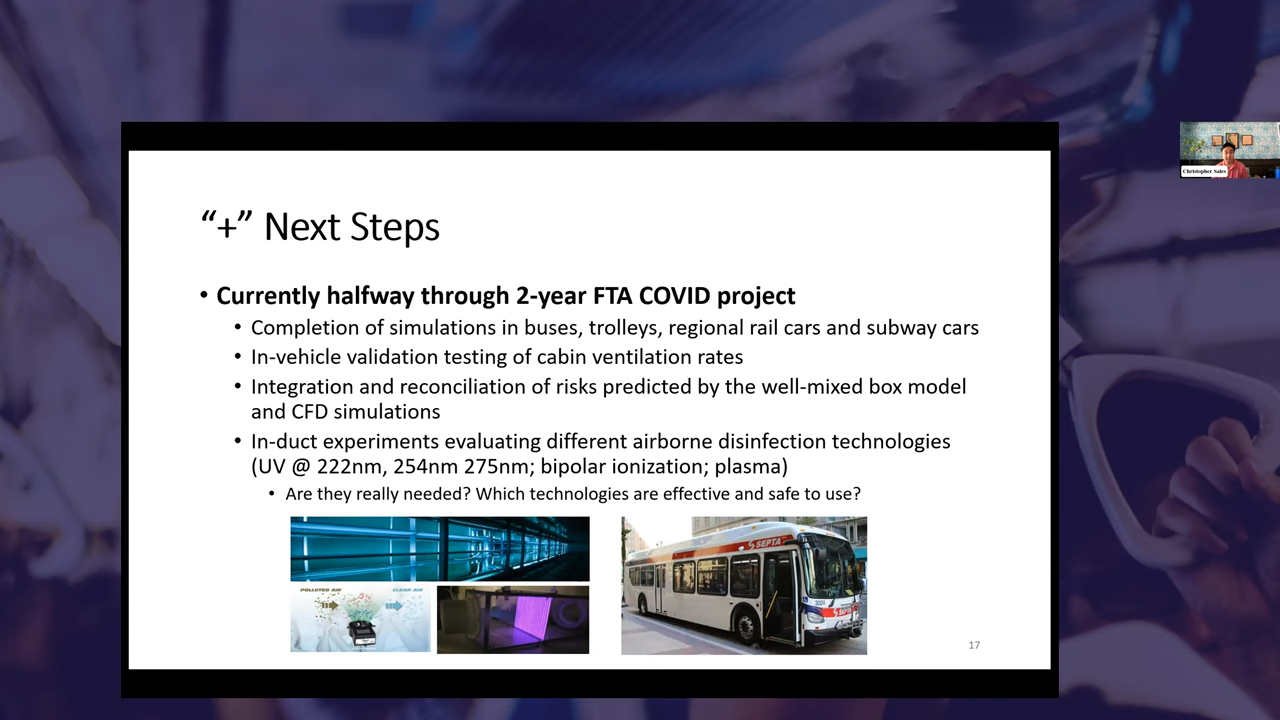 “+” Next Steps
• Currently halfway through 2-year FTA COVID project
• Completion of simulations in buses, trolleys, regional rail cars and subway cars
• In-vehicle validation testing of cabin ventilation rates
• Integration and reconciliation of risks predicted by the well-mixed box model
and CFD simulations
• In-duct experiments evaluating different airborne disinfection technologies
(UV @ 222nm, 254nm 275nm; bipolar ionization; plasma)
• Are they really needed? Which technologies are effective and safe to use?
POLLUTED AIR
CLEAN AIR
SEPTA
SEPTA
17
Christopher Sales